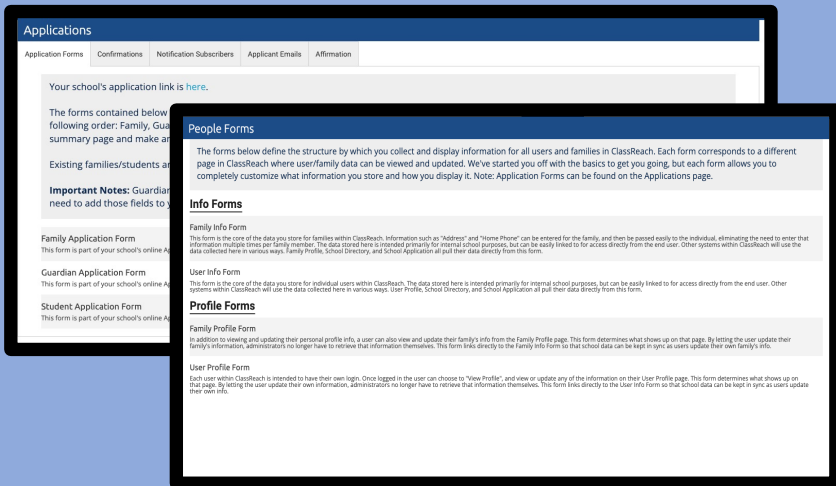 Applications
Application Forms Confirmations Notification Subscribers Applicant Emails Affirmation
Your school's application link is here.
The forms contained below
following order: Family, Gua
summary page and make an
Existing families/students ar
Important Notes: Guardian
need to add those fields to y
Family Application Form
This form is part of your school's online Ap
Guardian Application Form
This form is part of your school's online Ap
Student Application Form
This form is part of your school's online Ap
People Forms
The forms below define the structure by which you collect and display information for all users and families in ClassReach. Each form corresponds to a different
page in ClassReach where user/family data can be viewed and updated. We've started you off with the basics to get you going, but each form allows you to
completely customize what information you store and how you display it. Note: Application Forms can be found on the Applications page.
Info Forms
Family Info Form
This form is the core of the data you store for families within ClassReach. Information such as "Address" and "Home Phone" can be entered for the family, and then be passed easily to the individual, eliminating the need to enter that
information multiple times per family member. The data stored here is intended primarily for internal school purposes, but can be easily linked to for access directly from the end user. Other systems within ClassReach will use the
data collected here in various ways. Family Profile, School Directory, and School Application all pull their data directly from this form.
User Info Form
This form is the core of the data you store for individual users within ClassReach. The data stored here is intended primarily for internal school purposes, but can be easily linked to for access directly from the end user. Other
systems within ClassReach will use the data collected here in various ways. User Profile, School Directory, and School Application all pull their data directly from this form.
Profile Forms
Family Profile Form
In addition to viewing and updating their personal profile info, a user can also view and update their family's info from the Family Profile page. This form determines what shows up on that page. By letting the user update their
family's information, administrators no longer have to retrieve that information themselves. This form links directly to the Family Info Form so that school data can be kept in sync as users update their own family's info.
User Profile Form
Each user within ClassReach is intended to have their own login. Once logged in the user can choose to "View Profile", and view or update any of the information on their User Profile page. This form determines what shows up on
that page. By letting the user update their own information, administrators no longer have to retrieve that information themselves. This form links directly to the User Info Form so that school data can be kept in sync as users update
their own info.